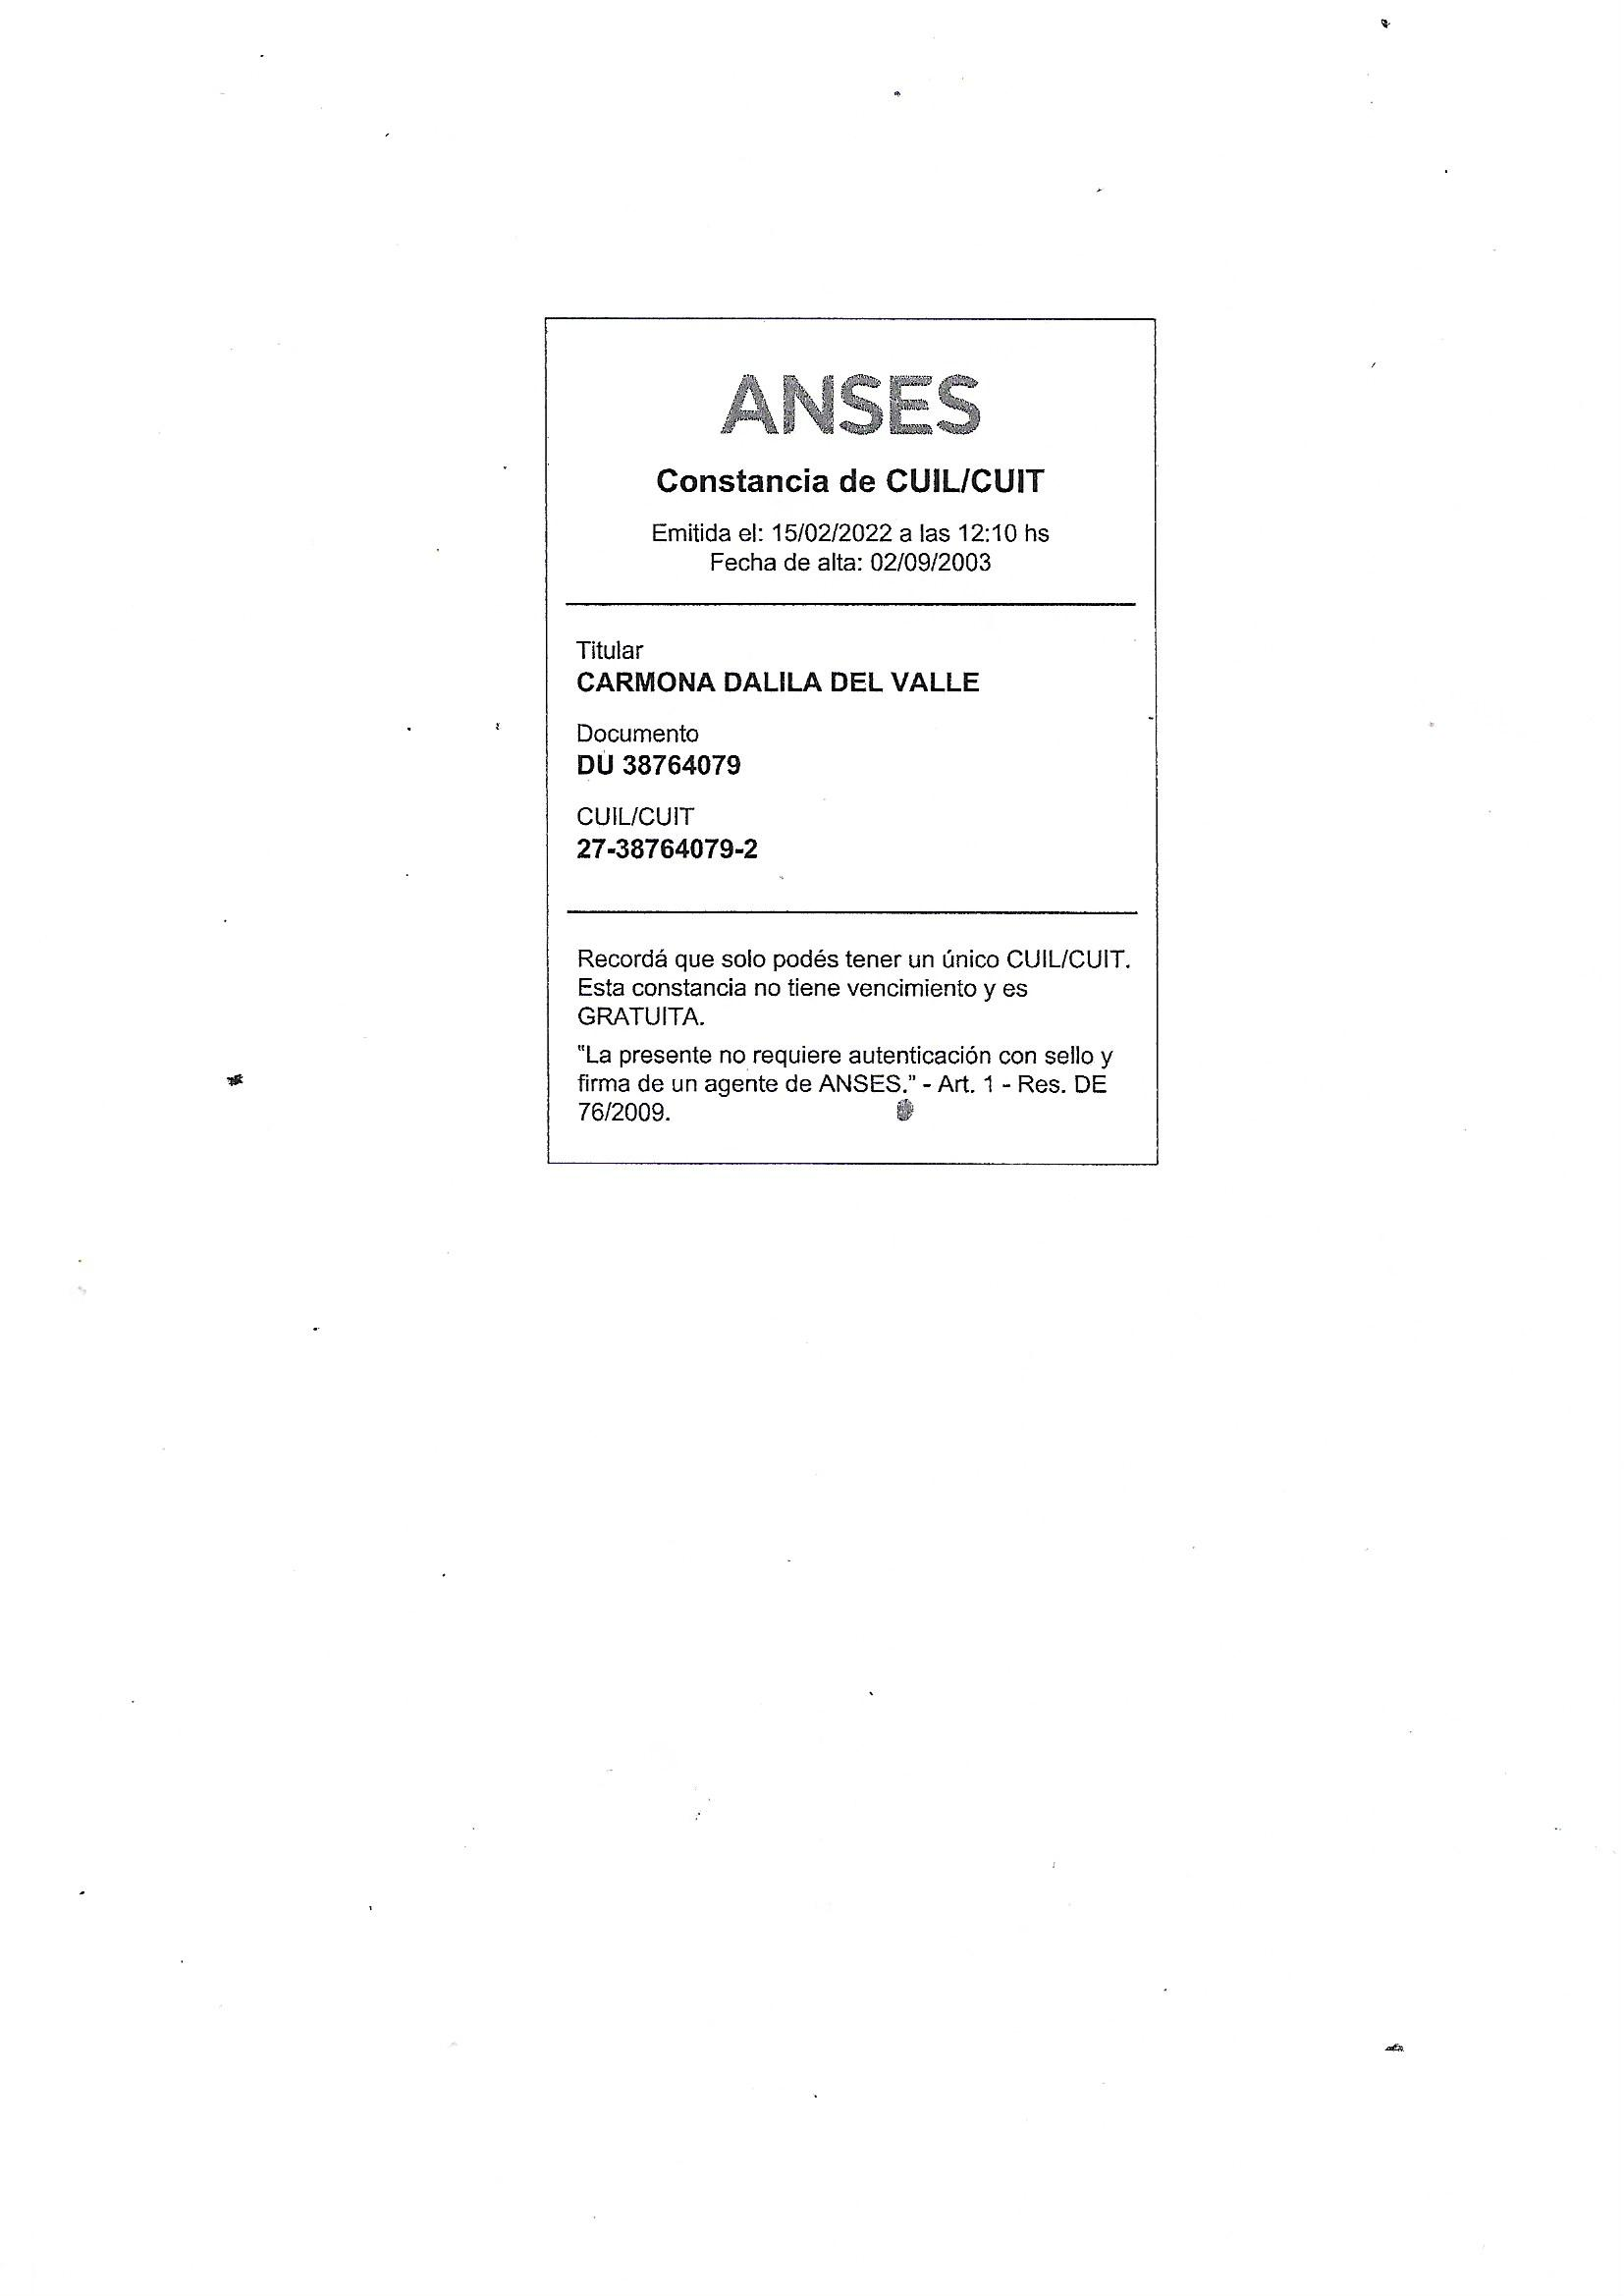 ANSES
Constancia de CUIL/CUIT
Emitida el: 15/02/2022 a las 12:10 hs
Fecha de alta: 02/09/2003
Titular
CARMONA DALILA DEL VALLE
Documento
DU 38764079
CUIL/CUIT
27-38764079-2
Recordá que solo podés tener un único CUIL/CUIT.
Esta constancia no tiene vencimiento y es
GRATUITA.
"La presente no requiere autenticación con sello y
firma de un agente de ANSES." - Art. 1 - Res. DE
76/2009.